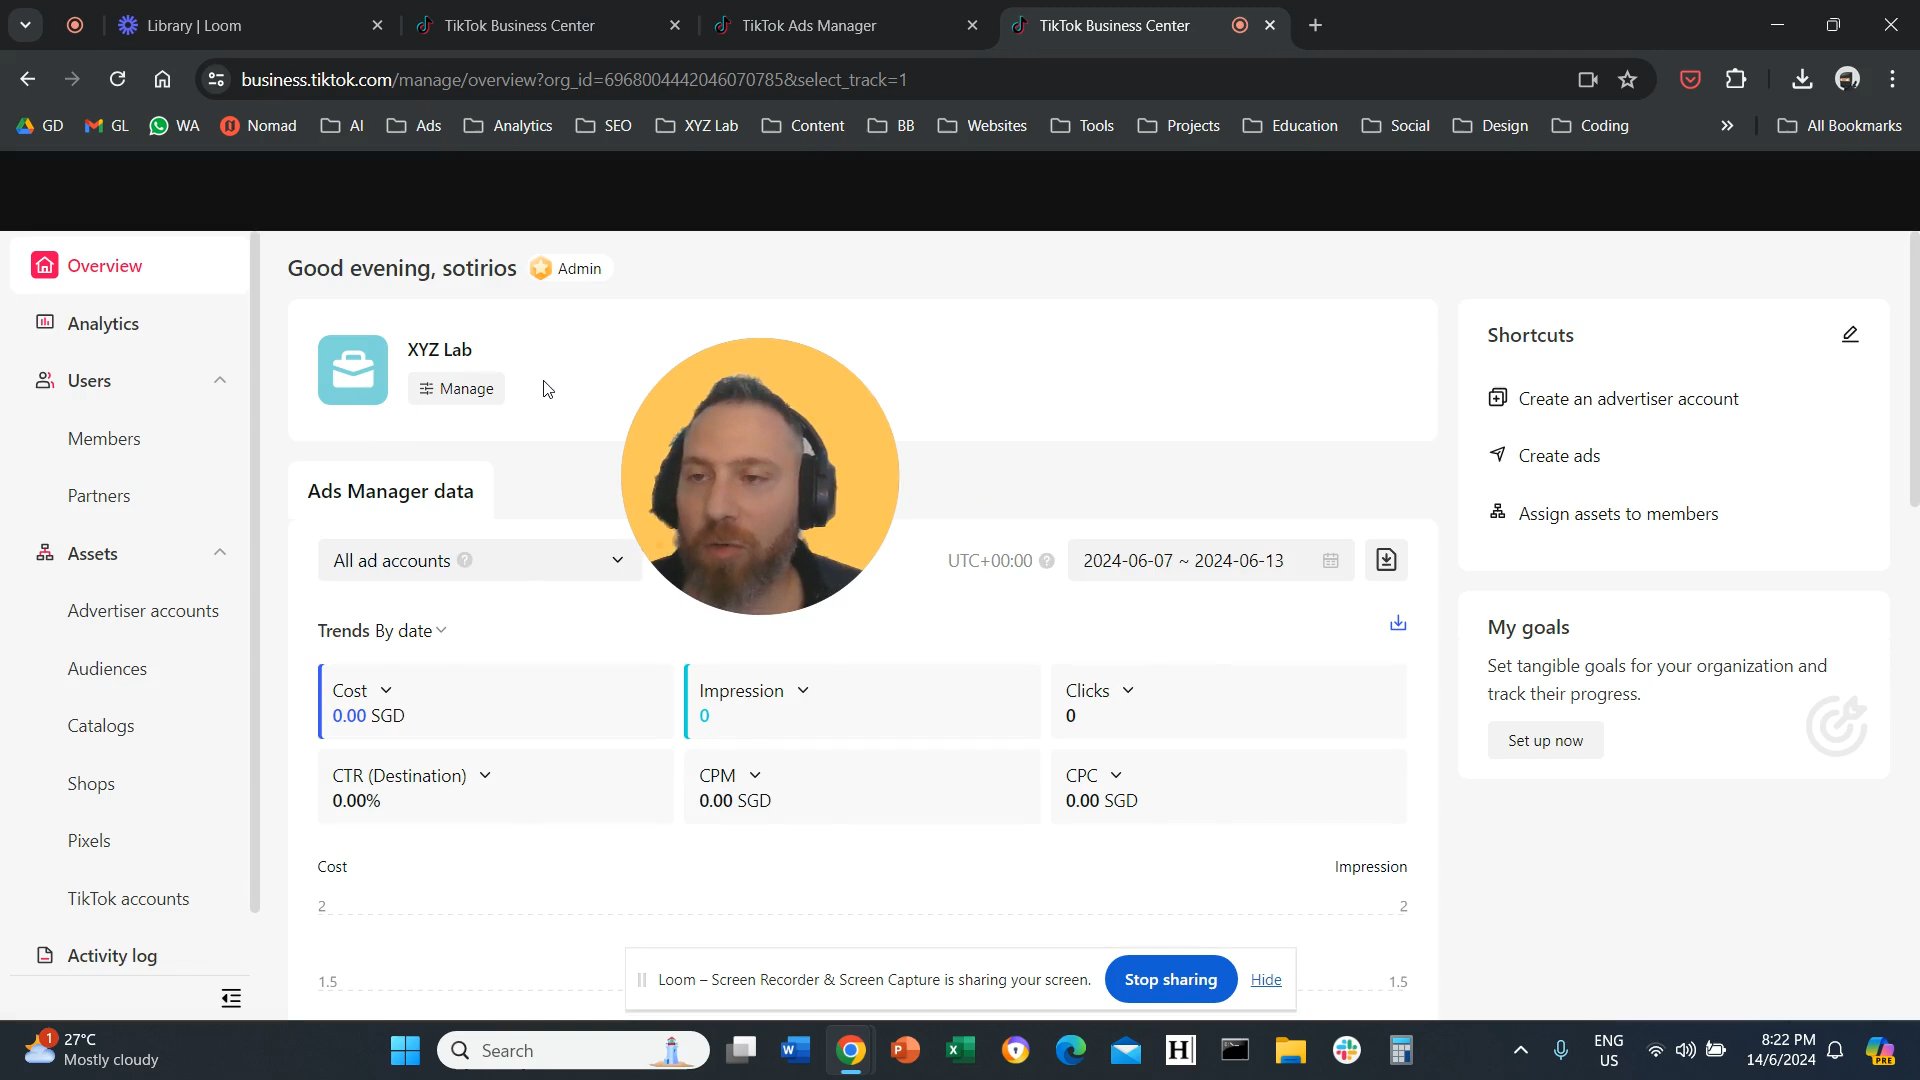 Library | Loom
TikTok Business Center
TikTok Ads Manager
TikTok Business Center
business.tiktok.com/manage/overview?org_id=6968004442046070785&select_track=1
GD
GL
WA
Nomad
AI
Ads
Analytics
SEO
XYZ Lab
Content
BB
Websites
Tools
Projects
Education
Social
Design
Coding
All Bookmarks
Overview
Analytics
Users
Members
Partners
Assets
Advertiser accounts
Audiences
Catalogs
Shops
Pixels
TikTok accounts
Activity log
Good evening, sotirios
Admin
XYZ Lab
Manage
Ads Manager data
All ad accounts
UTC+00:00
2024-06-07 ~ 2024-06-13
Trends By date
Cost
0.00 SGD
Impression
0
Clicks
0
CTR (Destination)
0.00%
CPM
0.00 SGD
CPC
0.00 SGD
Cost
Impression
2
2
1.5
1.5
Shortcuts
Create an advertiser account
Create ads
Assign assets to members
My goals
Set tangible goals for your organization and
track their progress.
Set up now
Loom – Screen Recorder & Screen Capture is sharing your screen.
Stop sharing
Hide
1
27°C
Mostly cloudy
Search
ENG
US
8:22 PM
14/6/2024
PRE